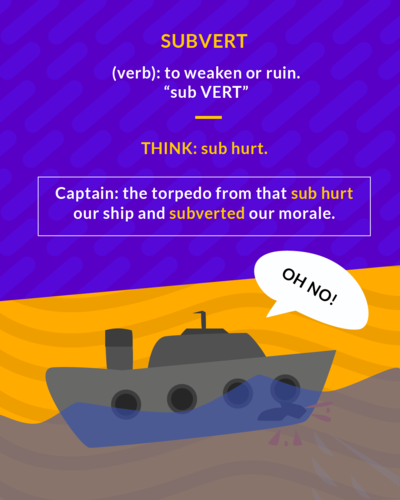 SUBVERT
(verb): to weaken or ruin.
“sub VERT”
THINK: sub hurt.
Captain: the torpedo from that sub hurt
our ship and subverted our morale.
OH NO!